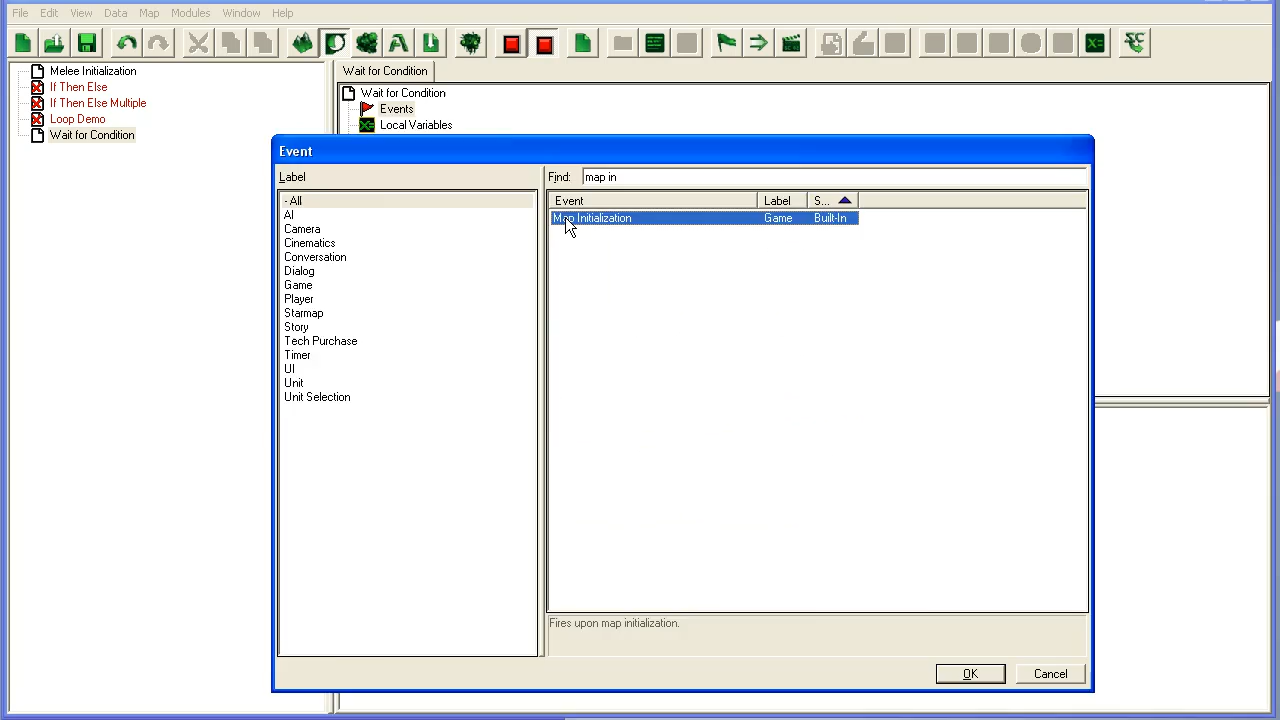 File Edit View Data Map Modules Window Help
Melee Initialization
If Then Else
If Then Else Multiple
Loop Demo
Wait for Condition
Wait for Condition
Wait for Condition
Events
Local Variables
Event
Label
- All
AI
Camera
Cinematics
Conversation
Dialog
Game
Player
Starmap
Story
Tech Purchase
Timer
UI
Unit
Unit Selection
Find: map in
Event Label S...
Map Initialization Game Built-In
Fires upon map initialization.
OK Cancel